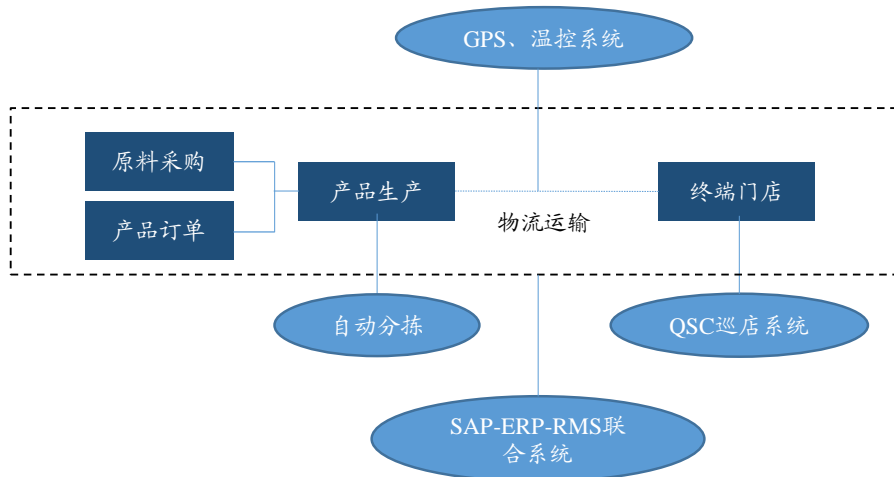 GPS、温控系统
原料采购
产品生产
终端门店
产品订单
物流运输
自动分拣
QSC巡店系统
SAP-ERP-RMS联
合系统